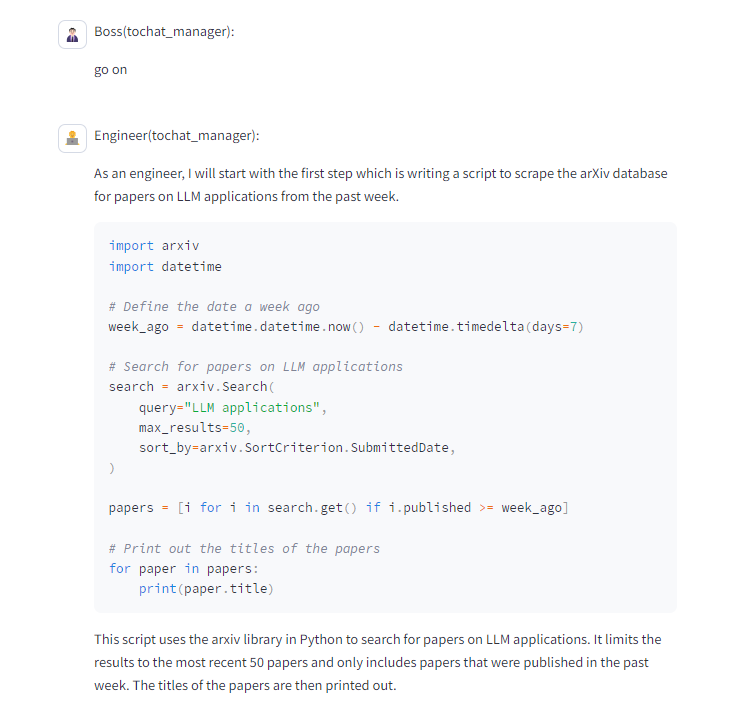 Boss(tochat_manager):
go on
Engineer(tochat_manager):
As an engineer, I will start with the first step which is writing a script to scrape the arXiv database
for papers on LLM applications from the past week.
import arxiv
import datetime
# Define the date a week ago
week_ago = datetime.datetime.now() - datetime.timedelta(days=7)
# Search for papers on LLM applications
search = arxiv.Search(
    query="LLM applications",
    max_results=50,
    sort_by=arxiv.SortCriterion.SubmittedDate,
)
papers = [i for i in search.get() if i.published >= week_ago]
# Print out the titles of the papers
for paper in papers:
    print(paper.title)
This script uses the arxiv library in Python to search for papers on LLM applications. It limits the
results to the most recent 50 papers and only includes papers that were published in the past
week. The titles of the papers are then printed out.